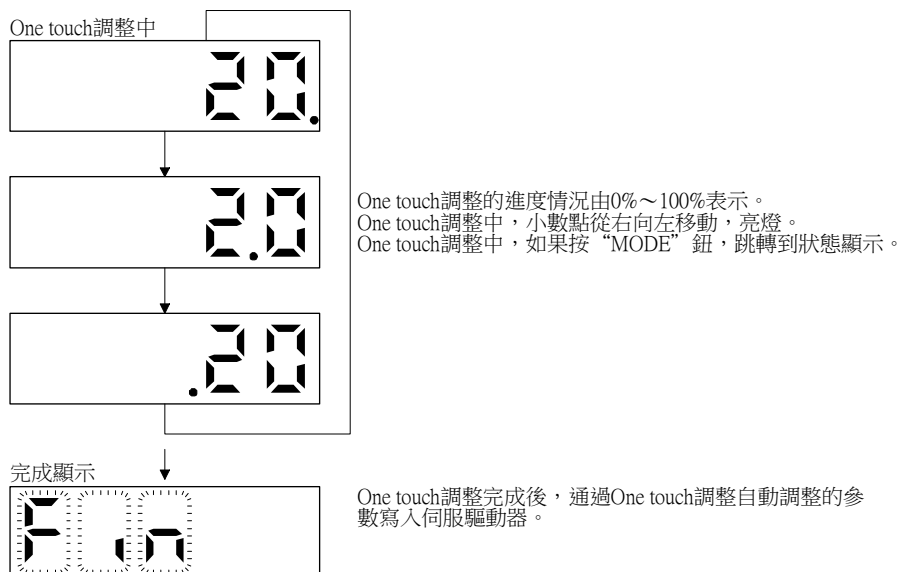 One touch調整中
20.
2.0
One touch調整的進度情況由0%～100%表示。
One touch調整中，小數點從右向左移動，亮燈。
One touch調整中，如果按“MODE”鈕，跳轉到狀態顯示。
.20
完成顯示
F in
One touch調整完成後，通過One touch調整自動調整的參
數寫入伺服驅動器。